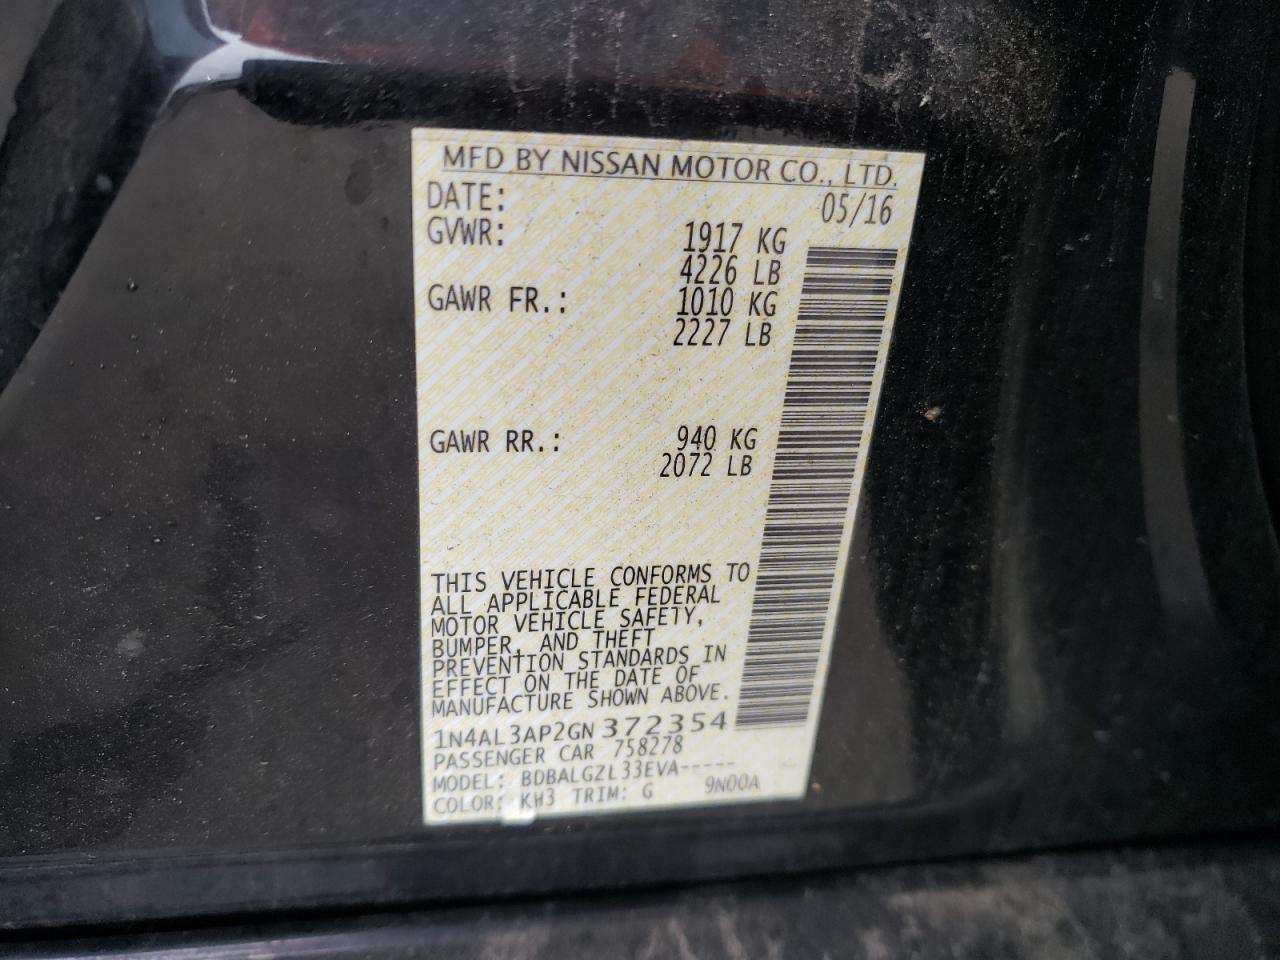 MFD BY NISSAN MOTOR CO., LTD.
DATE: 05/16
GVWR: 1917 KG
4226 LB
GAWR FR.: 1010 KG
2227 LB
GAWR RR.: 940 KG
2072 LB
THIS VEHICLE CONFORMS TO
ALL APPLICABLE FEDERAL
MOTOR VEHICLE SAFETY,
BUMPER, AND THEFT
PREVENTION STANDARDS IN
EFFECT ON THE DATE OF
MANUFACTURE SHOWN ABOVE.
1N4AL3AP2GN372354
PASSENGER CAR 758278
MODEL: BDBALGZL33EVA-----
COLOR: KH3 TRIM: G 9N00A